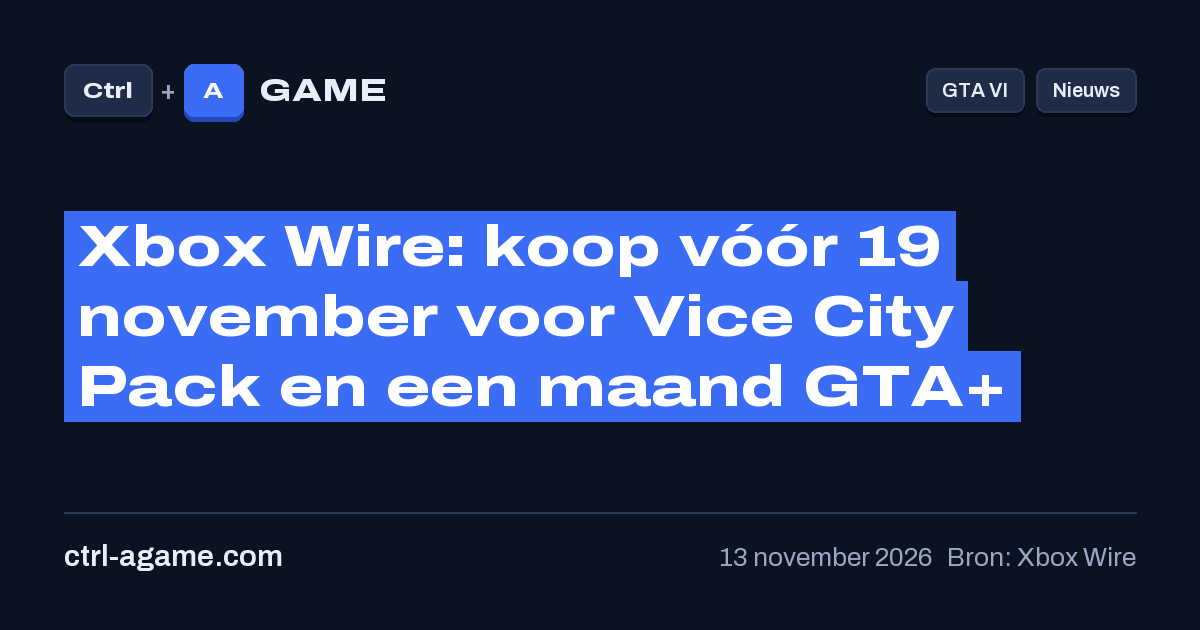 Ctrl + A GAME
GTA VI Nieuws
Xbox Wire: koop vóór 19
november voor Vice City
Pack en een maand GTA+
ctrl-agame.com
13 november 2026 Bron: Xbox Wire